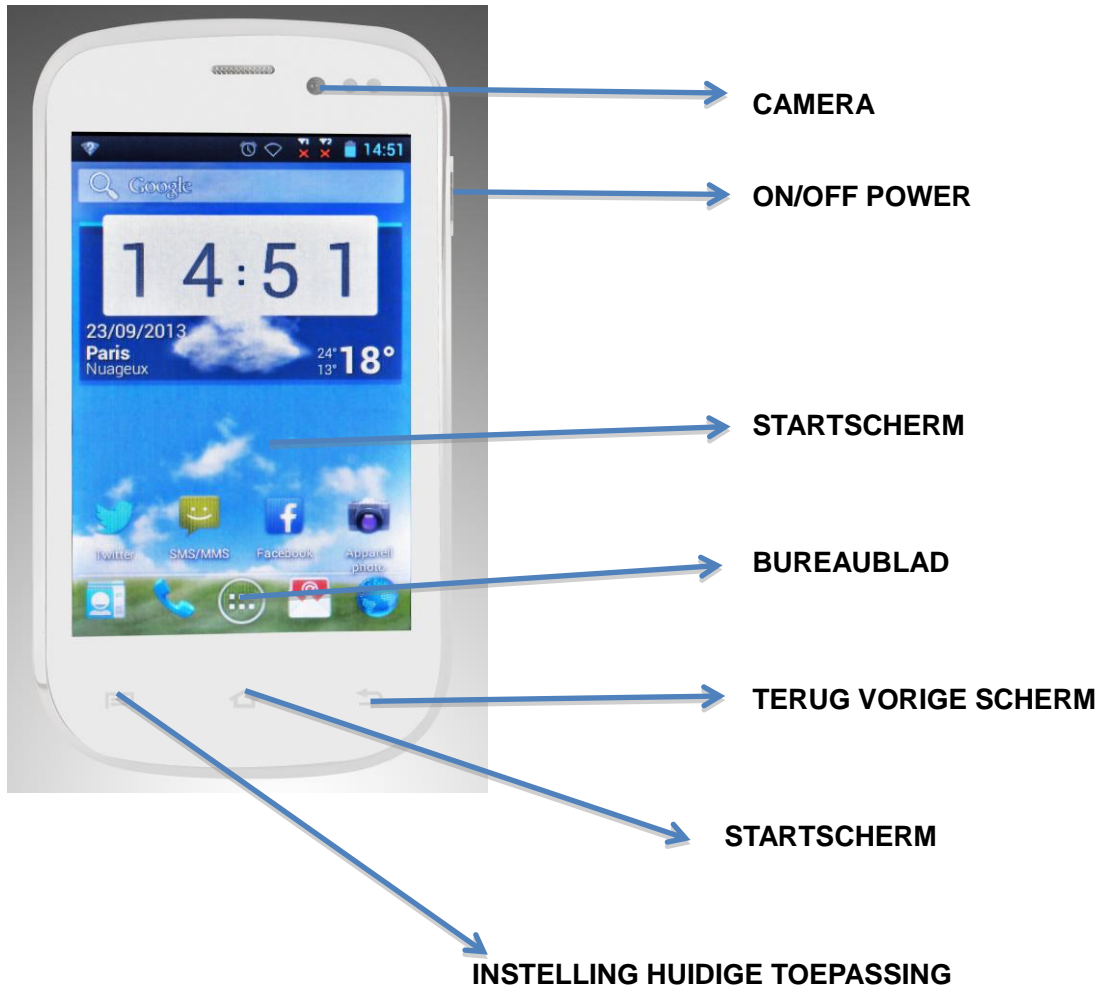 CAMERA
14:51
Google
ON/OFF POWER
14:51
23/09/2013
Paris
Nuageux
24°
13°
18°
STARTSCHERM
Twitter
SMS/MMS
Facebook
Appareil
photo
BUREAUBLAD
TERUG VORIGE SCHERM
STARTSCHERM
INSTELLING HUIDIGE TOEPASSING